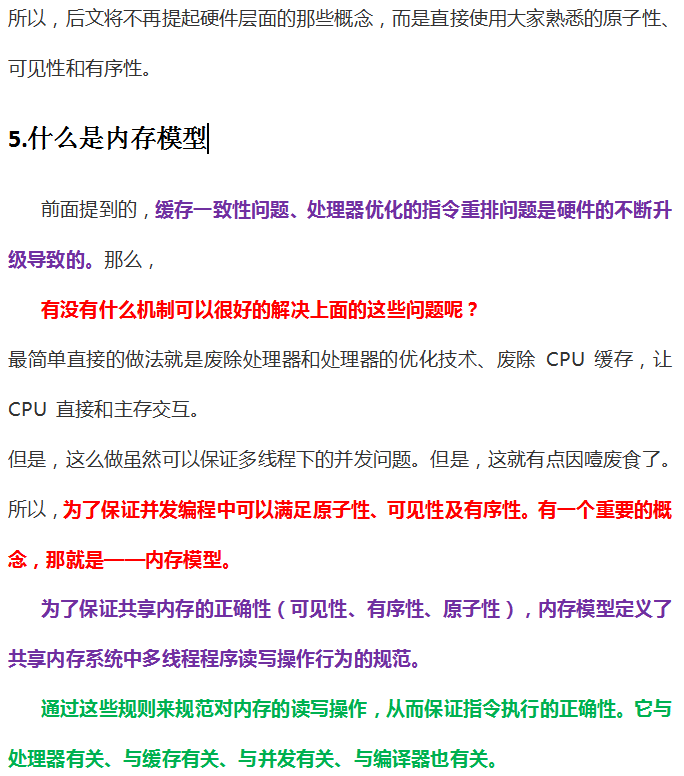 所以，后文将不再提起硬件层面的那些概念，而是直接使用大家熟悉的原子性、
可见性和有序性。
5.什么是内存模型
前面提到的，缓存一致性问题、处理器优化的指令重排问题是硬件的不断升
级导致的。那么，
有没有什么机制可以很好的解决上面的这些问题呢？
最简单直接的做法就是废除处理器和处理器的优化技术、废除 CPU 缓存，让
CPU 直接和主存交互。
但是，这么做虽然可以保证多线程下的并发问题。但是，这就有点因噎废食了。
所以，为了保证并发编程中可以满足原子性、可见性及有序性。有一个重要的概
念，那就是——内存模型。
为了保证共享内存的正确性（可见性、有序性、原子性），内存模型定义了
共享内存系统中多线程程序读写操作行为的规范。
通过这些规则来规范对内存的读写操作，从而保证指令执行的正确性。它与
处理器有关、与缓存有关、与并发有关、与编译器也有关。